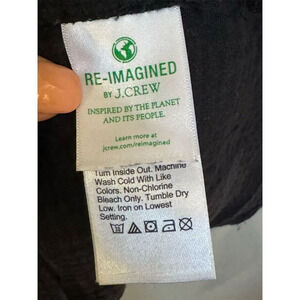 RE-IMAGINED
BY J.CREW
INSPIRED BY THE PLANET
AND ITS PEOPLE.
Learn more at
jcrew.com/reimagined
Turn Inside Out. Machine
Wash Cold With Like
Colors. Non-Chlorine
Bleach Only. Tumble Dry
Low. Iron on Lowest
Setting.